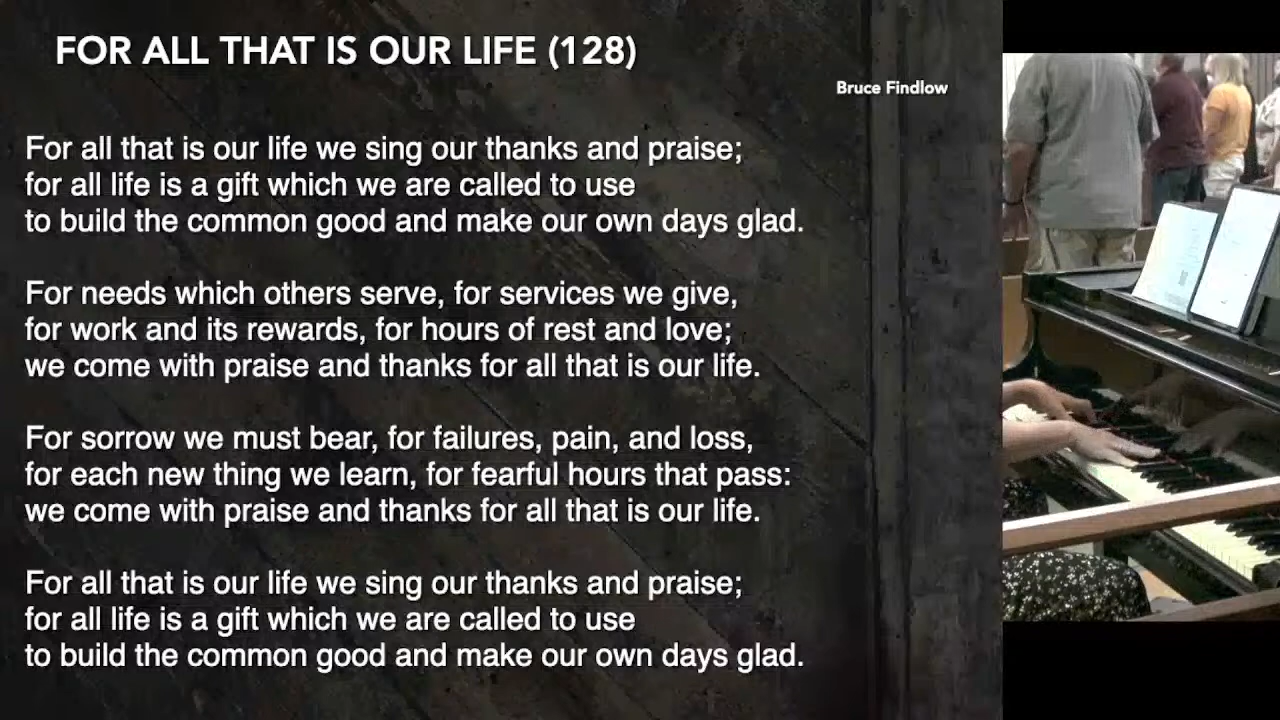 FOR ALL THAT IS OUR LIFE (128)
Bruce Findlow
For all that is our life we sing our thanks and praise;
for all life is a gift which we are called to use
to build the common good and make our own days glad.
For needs which others serve, for services we give,
for work and its rewards, for hours of rest and love;
we come with praise and thanks for all that is our life.
For sorrow we must bear, for failures, pain, and loss,
for each new thing we learn, for fearful hours that pass:
we come with praise and thanks for all that is our life.
For all that is our life we sing our thanks and praise;
for all life is a gift which we are called to use
to build the common good and make our own days glad.